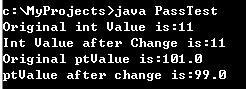 c:\MyProjects>java PassTest
Original int Value is:11
Int Value after Change is:11
Original ptValue is:101.0
ptValue after change is:99.0